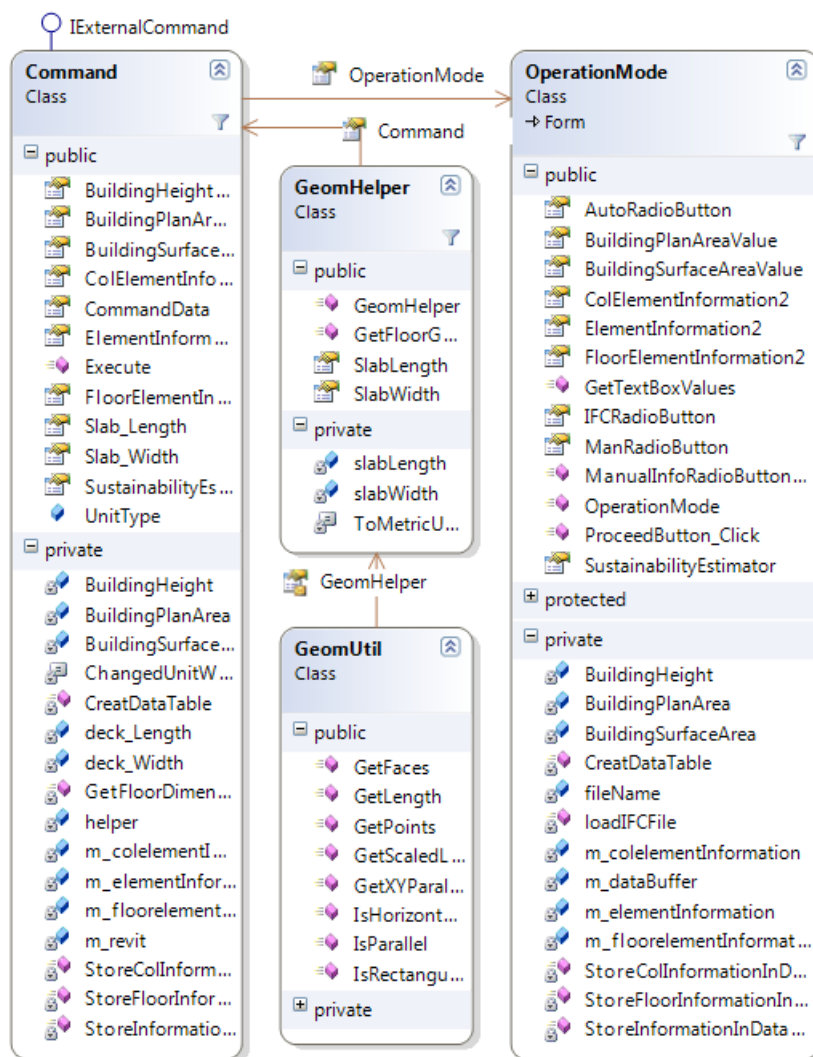 IExternalCommand
Command
Class
public
BuildingHeight...
BuildingPlanAr...
BuildingSurface...
ColElementInfo...
CommandData
ElementInform...
Execute
FloorElementIn...
Slab_Length
Slab_Width
SustainabilityEs...
UnitType
private
BuildingHeight
BuildingPlanArea
BuildingSurface...
ChangedUnitW...
CreatDataTable
deck_Length
deck_Width
GetFloorDimen...
helper
m_colelementI...
m_elementInfor...
m_floorelement...
m_revit
StoreColInform...
StoreFloorInfor...
StoreInformatio...
OperationMode
Command
GeomHelper
Class
public
GeomHelper
GetFloorG...
SlabLength
SlabWidth
private
slabLength
slabWidth
ToMetricU...
GeomHelper
GeomUtil
Class
public
GetFaces
GetLength
GetPoints
GetScaledL...
GetXYParal...
IsHorizont...
IsParallel
IsRectangu...
private
OperationMode
Class
Form
public
AutoRadioButton
BuildingPlanAreaValue
BuildingSurfaceAreaValue
ColElementInformation2
ElementInformation2
FloorElementInformation2
GetTextBoxValues
IFCRadioButton
ManRadioButton
ManualInfoRadioButton...
OperationMode
ProceedButton_Click
SustainabilityEstimator
protected
private
BuildingHeight
BuildingPlanArea
BuildingSurfaceArea
CreatDataTable
fileName
loadIFCFile
m_colelementInformation
m_dataBuffer
m_elementInformation
m_floorelementInformat...
StoreColInformationInD...
StoreFloorInformationIn...
StoreInformationInData...